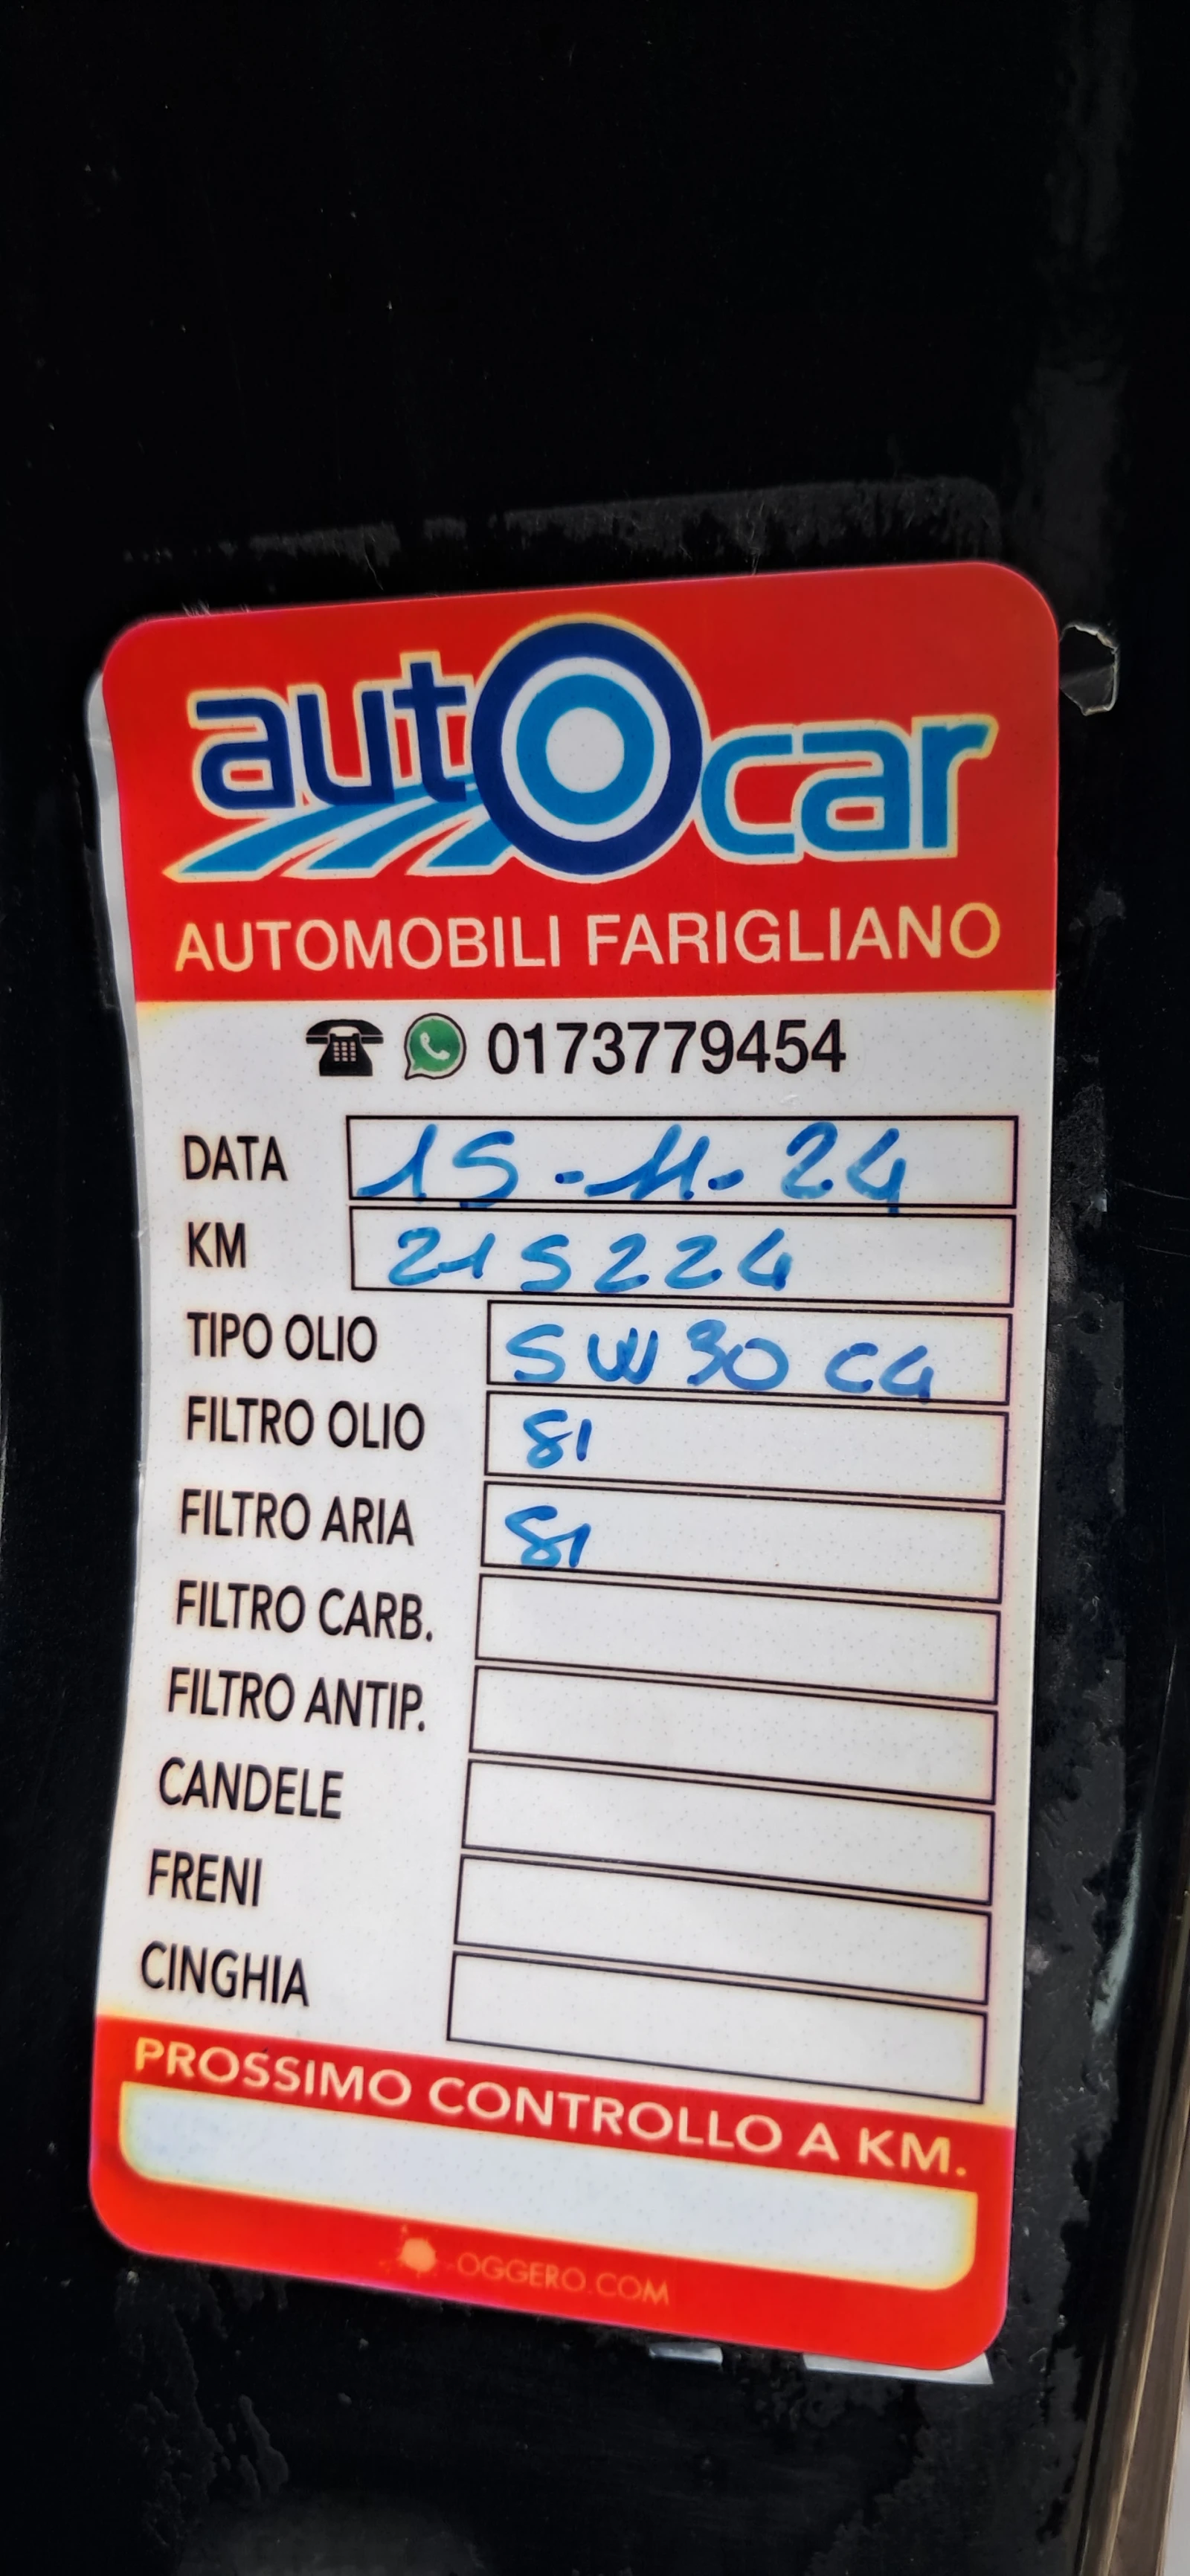 autocar
AUTOMOBILI FARIGLIANO
0173779454
DATA 15-11-24
KM 215224
TIPO OLIO 5W30 C4
FILTRO OLIO SI
FILTRO ARIA SI
FILTRO CARB.
FILTRO ANTIP.
CANDELE
FRENI
CINGHIA
PROSSIMO CONTROLLO A KM.
OGGERO.COM